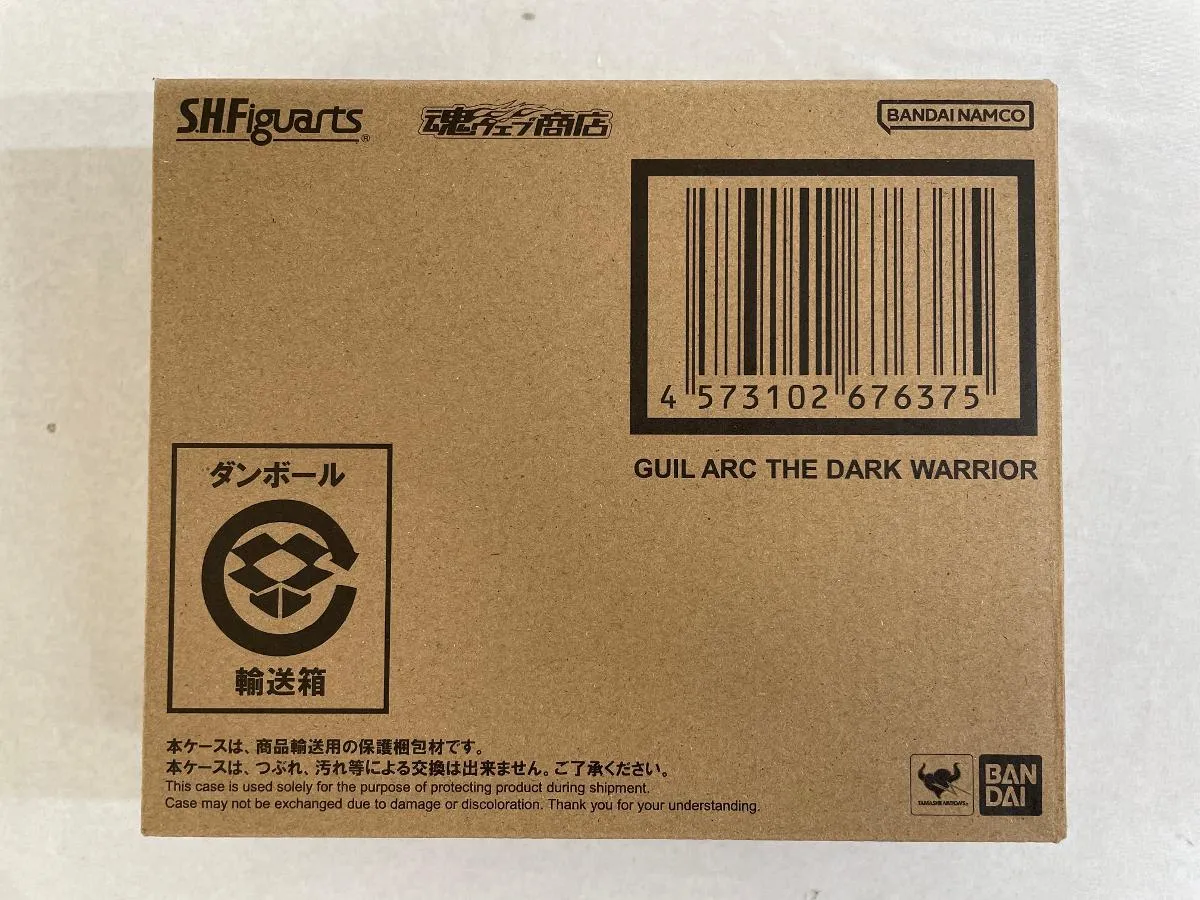 S.H.Figuarts®
魂ウェブ商店
BANDAI NAMCO
4 573102 676375
GUIL ARC THE DARK WARRIOR
ダンボール
輸送箱
本ケースは、商品輸送用の保護梱包材です。
本ケースは、つぶれ、汚れ等による交換は出来ません。ご了承ください。
This case is used solely for the purpose of protecting product during shipment.
Case may not be exchanged due to damage or discoloration. Thank you for your understanding.
TAMASHII NATIONS®
BAN
DAI